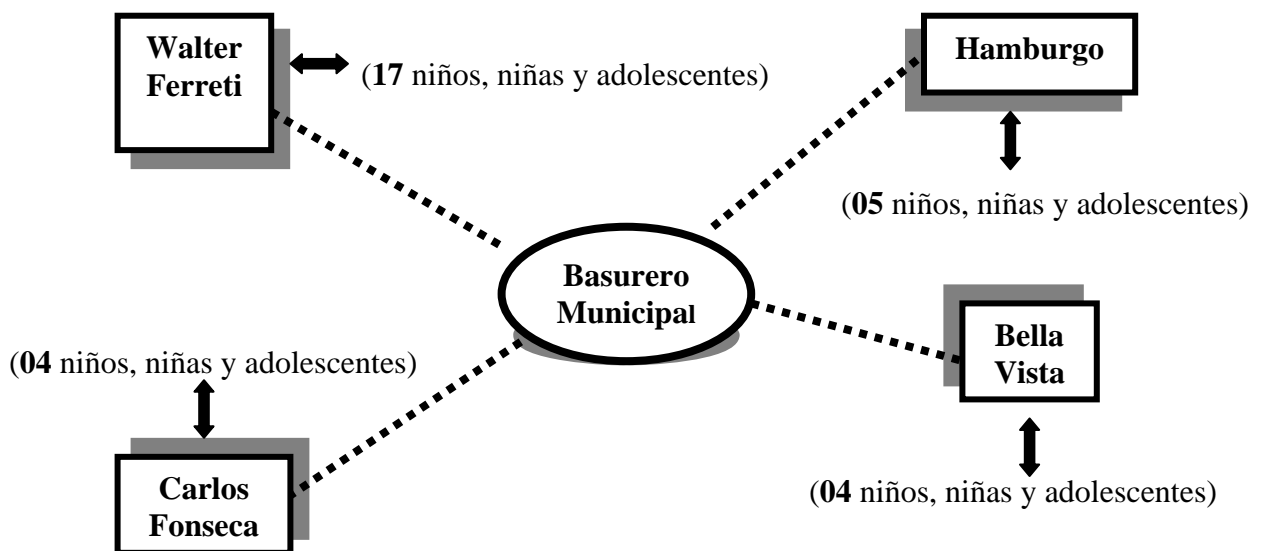 Walter
Ferreti
(17 niños, niñas y adolescentes)
Hamburgo
(05 niños, niñas y adolescentes)
Basurero
Municipal
Bella
Vista
(04 niños, niñas y adolescentes)
(04 niños, niñas y adolescentes)
Carlos
Fonseca